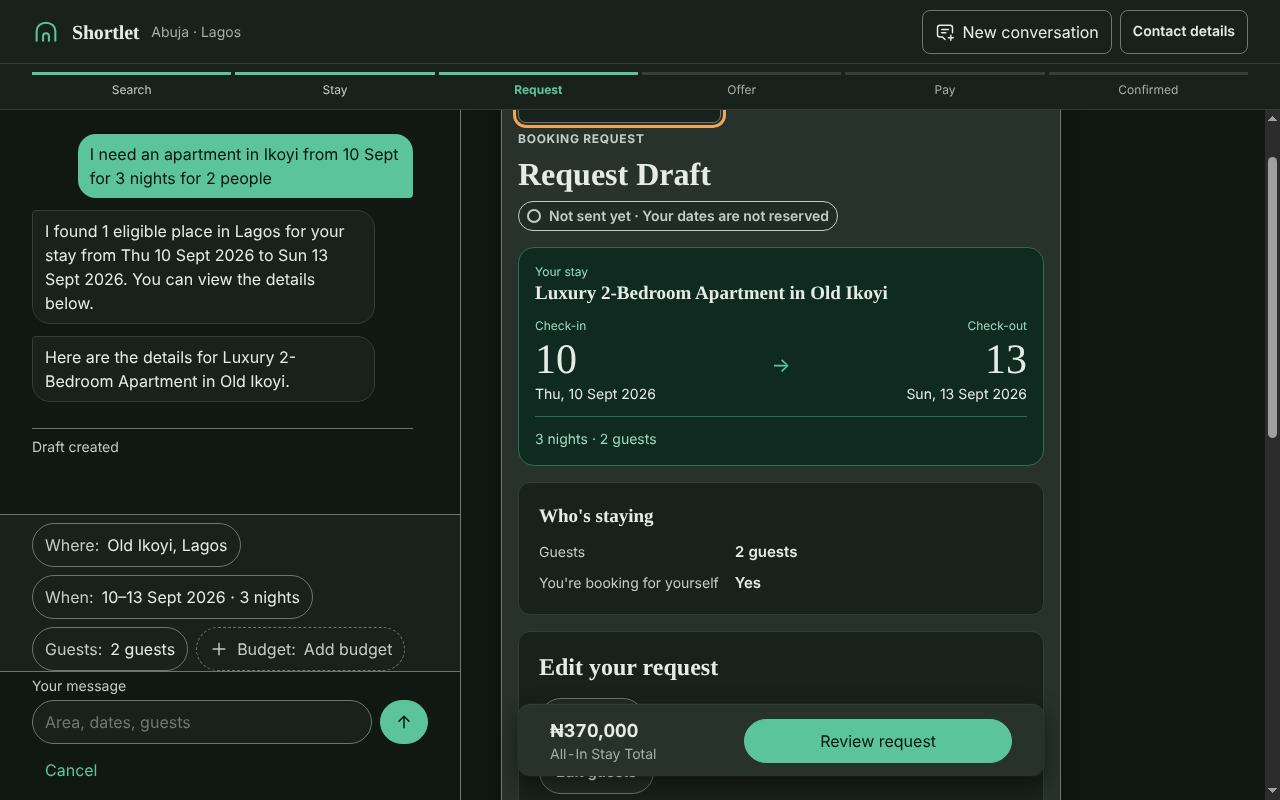 Shortlet
Abuja · Lagos
New conversation
Contact details
Search
Stay
Request
Offer
Pay
Confirmed
I need an apartment in Ikoyi from 10 Sept
for 3 nights for 2 people
I found 1 eligible place in Lagos for your
stay from Thu 10 Sept 2026 to Sun 13
Sept 2026. You can view the details
below.
Here are the details for Luxury 2-
Bedroom Apartment in Old Ikoyi.
Draft created
Where: Old Ikoyi, Lagos
When: 10–13 Sept 2026 · 3 nights
Guests: 2 guests
Budget: Add budget
Your message
Area, dates, guests
Cancel
BOOKING REQUEST
Request Draft
Not sent yet · Your dates are not reserved
Your stay
Luxury 2-Bedroom Apartment in Old Ikoyi
Check-in
Check-out
10
13
Thu, 10 Sept 2026
Sun, 13 Sept 2026
3 nights · 2 guests
Who's staying
Guests
2 guests
You're booking for yourself
Yes
Edit your request
₦370,000
All-In Stay Total
Review request